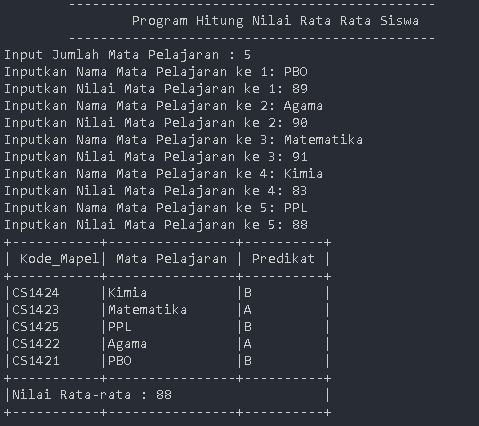 ---------------------------------------------
Program Hitung Nilai Rata Rata Siswa
---------------------------------------------
Input Jumlah Mata Pelajaran : 5
Inputkan Nama Mata Pelajaran ke 1: PBO
Inputkan Nilai Mata Pelajaran ke 1: 89
Inputkan Nama Mata Pelajaran ke 2: Agama
Inputkan Nilai Mata Pelajaran ke 2: 90
Inputkan Nama Mata Pelajaran ke 3: Matematika
Inputkan Nilai Mata Pelajaran ke 3: 91
Inputkan Nama Mata Pelajaran ke 4: Kimia
Inputkan Nilai Mata Pelajaran ke 4: 83
Inputkan Nama Mata Pelajaran ke 5: PPL
Inputkan Nilai Mata Pelajaran ke 5: 88
+-----------+----------------+----------+
| Kode_Mapel| Mata Pelajaran | Predikat |
+-----------+----------------+----------+
|CS1424     |Kimia           |B         |
|CS1423     |Matematika      |A         |
|CS1425     |PPL             |B         |
|CS1422     |Agama           |A         |
|CS1421     |PBO             |B         |
+-----------+----------------+----------+
|Nilai Rata-rata : 88                   |
+-----------+----------------+----------+